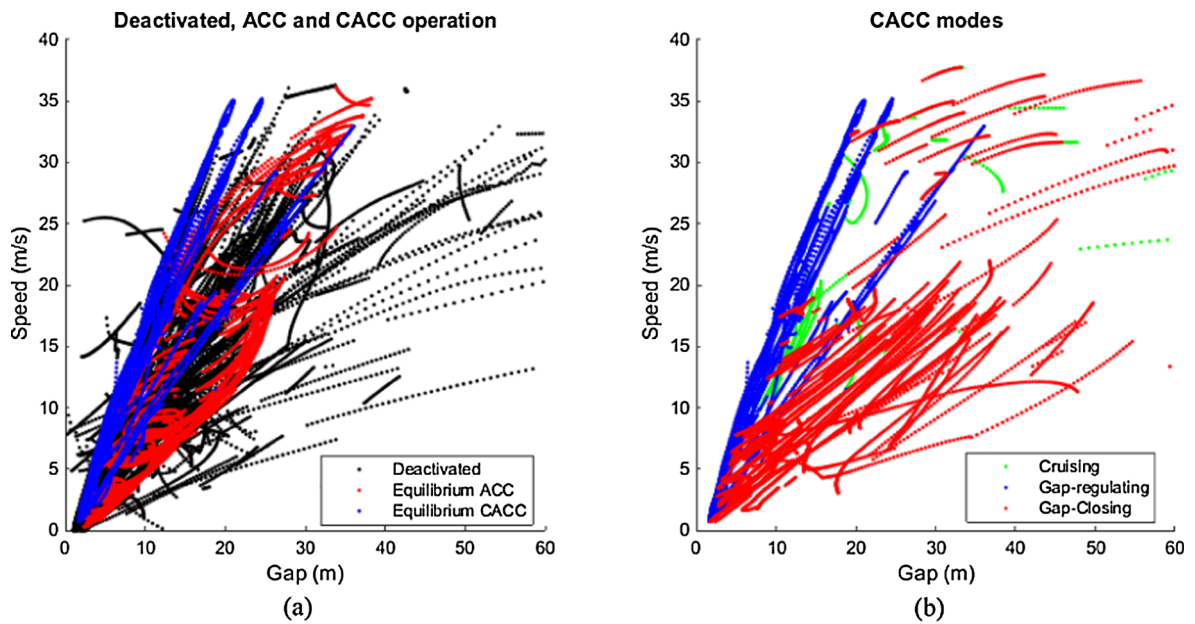 Deactivated, ACC and CACC operation
40
35
30
25
20
15
10
5
0
Speed (m/s)
0 10 20 30 40 50 60
Gap (m)
Deactivated
Equilibrium ACC
Equilibrium CACC
(a)
CACC modes
40
35
30
25
20
15
10
5
0
Speed (m/s)
0 10 20 30 40 50 60
Gap (m)
Cruising
Gap-regulating
Gap-Closing
(b)